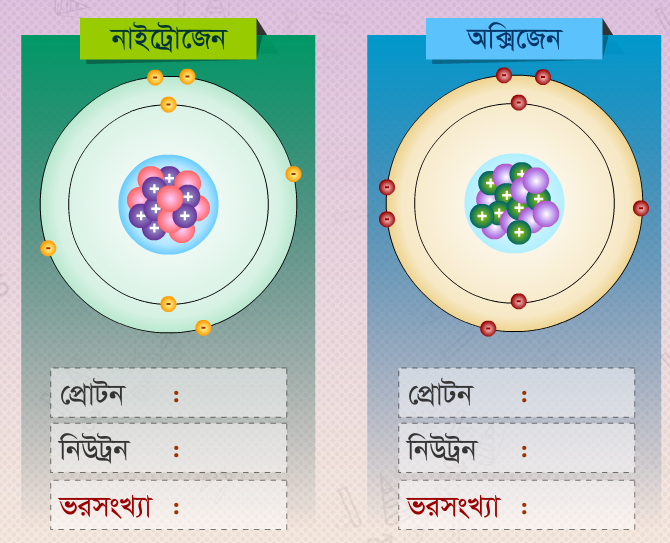 নাইট্রোজেন
প্রোটন :
নিউট্রন :
ভরসংখ্যা :
অক্সিজেন
প্রোটন :
নিউট্রন :
ভরসংখ্যা :